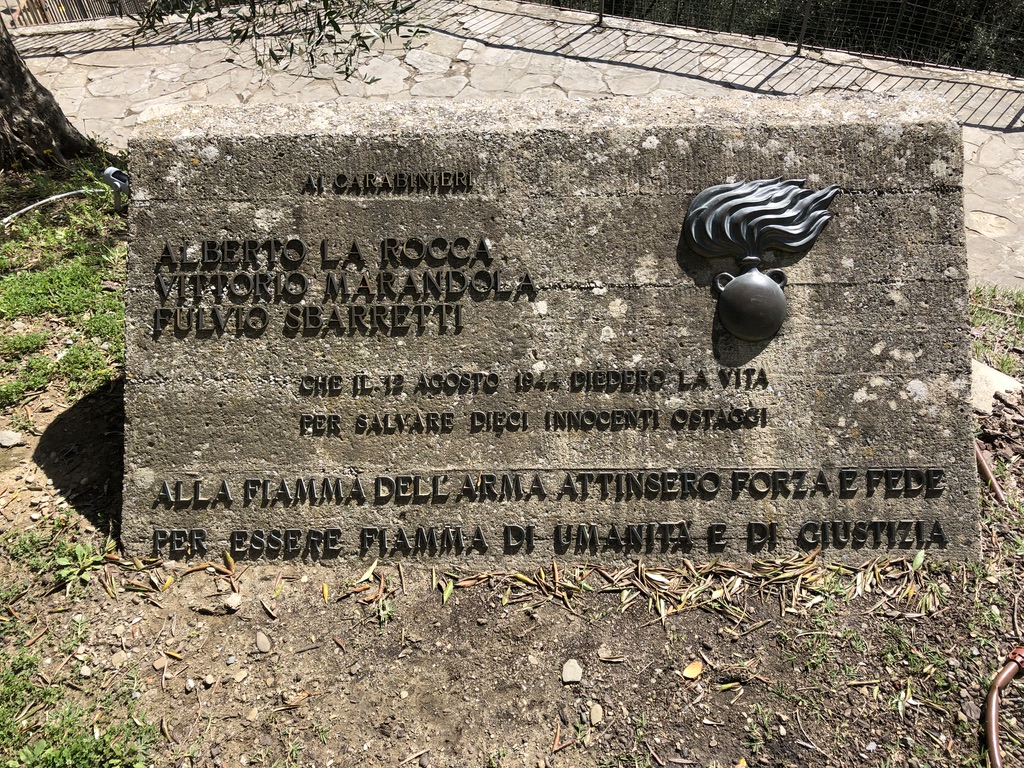 AI CARABINIERI
ALBERTO LA ROCCA
VITTORIO MARANDOLA
FULVIO SBARRETTI
CHE IL 12 AGOSTO 1944 DIEDERO LA VITA
PER SALVARE DIECI INNOCENTI OSTAGGI
ALLA FIAMMA DELL'ARMA ATTINSERO FORZA E FEDE
PER ESSERE FIAMMA DI UMANITÀ E DI GIUSTIZIA